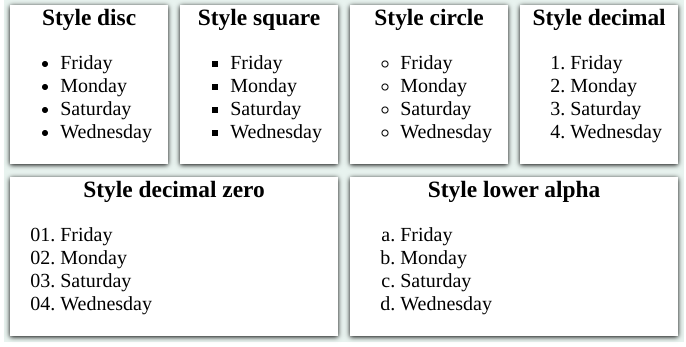 Style disc
• Friday
• Monday
• Saturday
• Wednesday
Style square
▪ Friday
▪ Monday
▪ Saturday
▪ Wednesday
Style circle
◦ Friday
◦ Monday
◦ Saturday
◦ Wednesday
Style decimal
1. Friday
2. Monday
3. Saturday
4. Wednesday
Style decimal zero
01. Friday
02. Monday
03. Saturday
04. Wednesday
Style lower alpha
a. Friday
b. Monday
c. Saturday
d. Wednesday